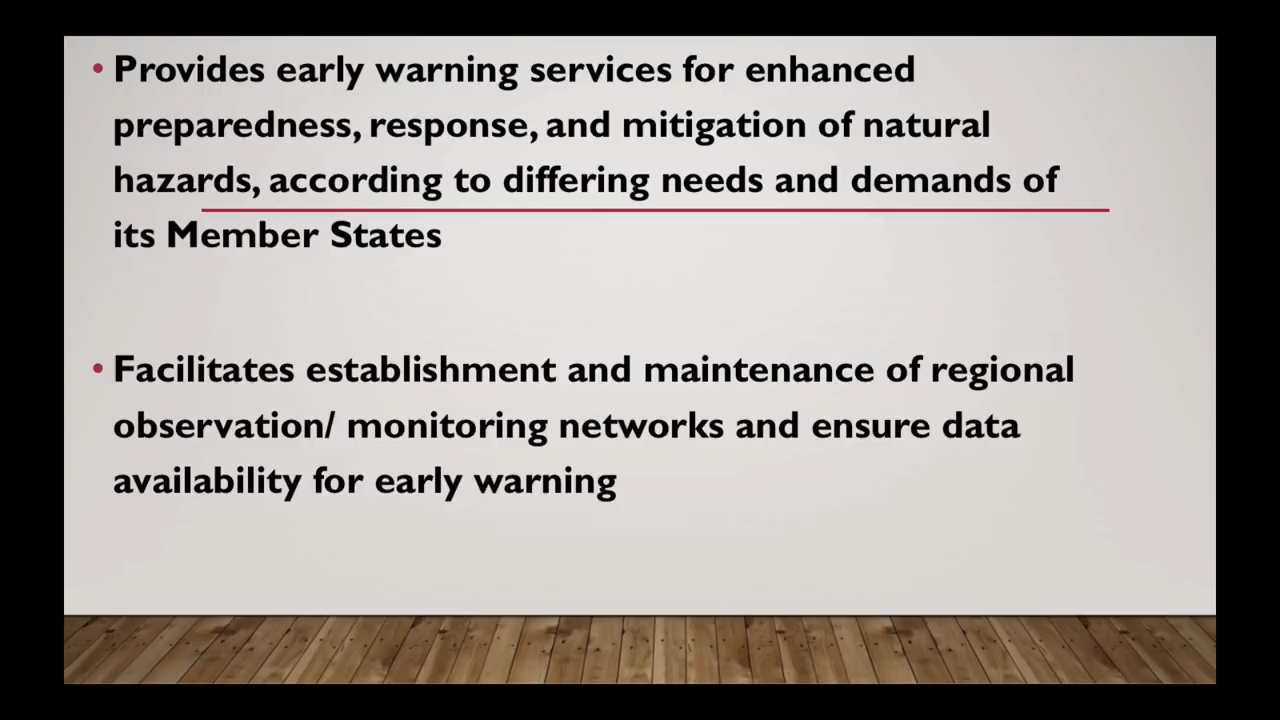 • Provides early warning services for enhanced
preparedness, response, and mitigation of natural
hazards, according to differing needs and demands of
its Member States
• Facilitates establishment and maintenance of regional
observation/ monitoring networks and ensure data
availability for early warning